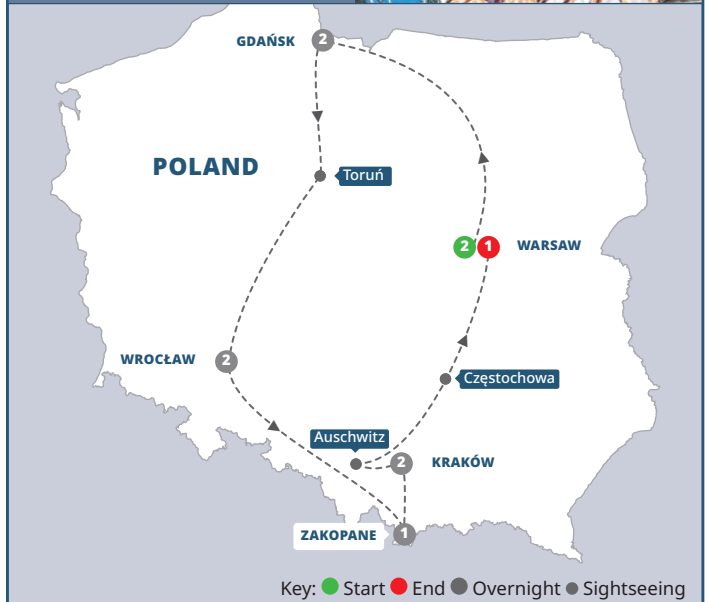 GDAŃSK
2
POLAND
Toruń
2 1 WARSAW
WROCŁAW 2
Częstochowa
Auschwitz
2 KRAKÓW
ZAKOPANE 1
Key: Start End Overnight Sightseeing